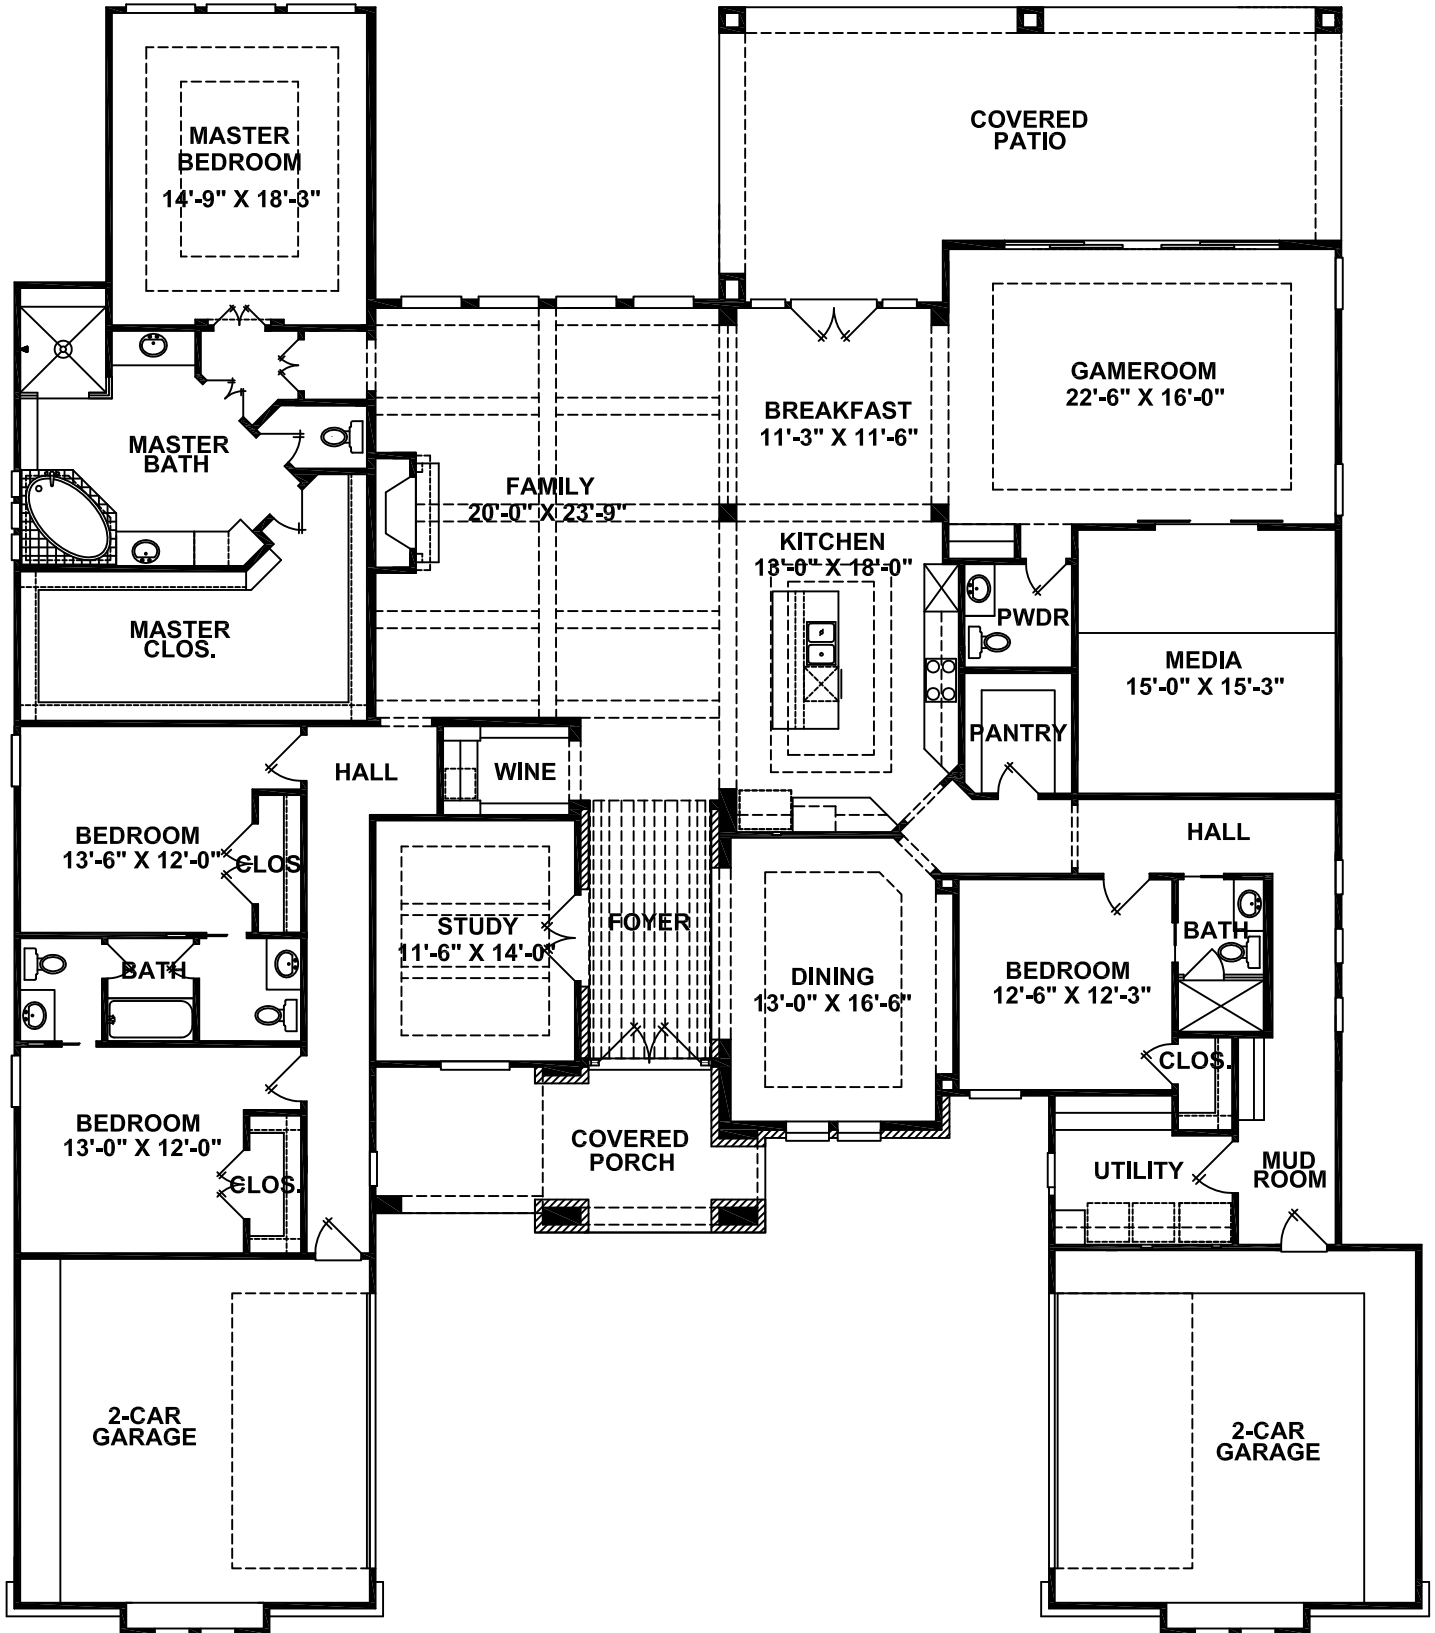 MASTER
BEDROOM
14'-9" X 18'-3"
COVERED
PATIO
GAMEROOM
22'-6" X 16'-0"
BREAKFAST
11'-3" X 11'-6"
MASTER
BATH
FAMILY
20'-0" X 23'-9"
KITCHEN
13'-0" X 18'-0"
PWDR
MASTER
CLOS.
MEDIA
15'-0" X 15'-3"
PANTRY
HALL
WINE
BEDROOM
13'-6" X 12'-0"
CLOS
HALL
STUDY
11'-6" X 14'-0"
FOYER
BATH
DINING
13'-0" X 16'-6"
BEDROOM
12'-6" X 12'-3"
BATH
CLOS.
BEDROOM
13'-0" X 12'-0"
CLOS.
COVERED
PORCH
UTILITY
MUD
ROOM
2-CAR
GARAGE
2-CAR
GARAGE